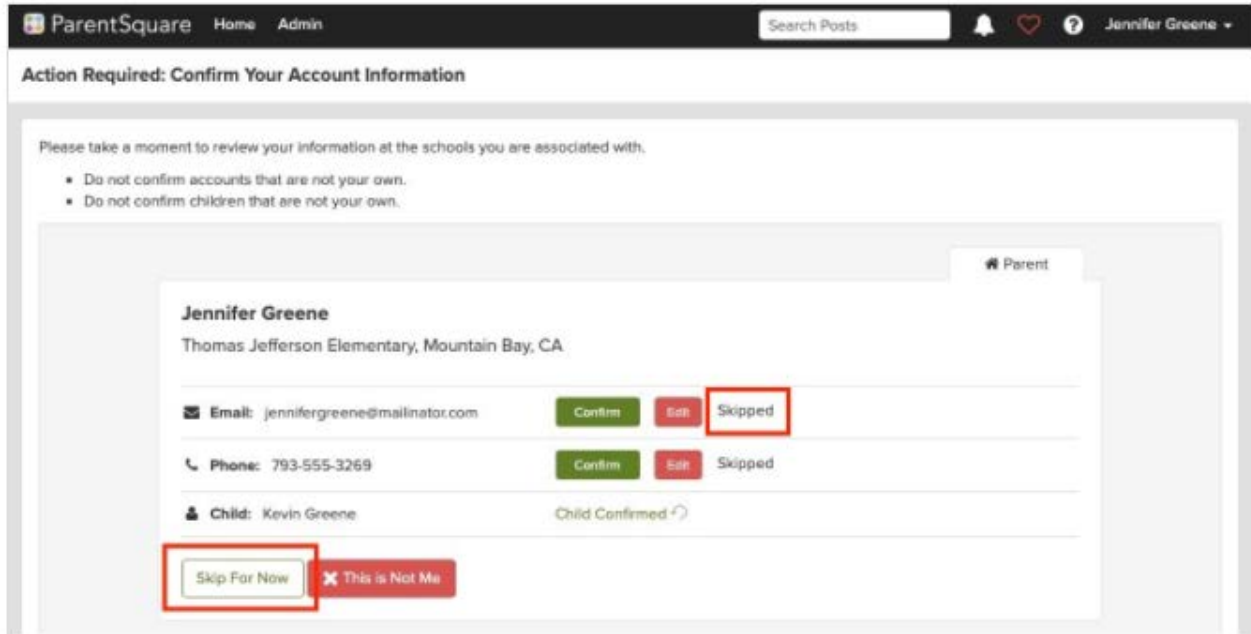 ParentSquare Home Admin Search Posts Jennifer Greene
Action Required: Confirm Your Account Information
Please take a moment to review your information at the schools you are associated with.
• Do not confirm accounts that are not your own.
• Do not confirm children that are not your own.
Parent
Jennifer Greene
Thomas Jefferson Elementary, Mountain Bay, CA
Email: jennifergreene@mailinator.com Confirm Edit Skipped
Phone: 793-555-3269 Confirm Edit Skipped
Child: Kevin Greene Child Confirmed
Skip For Now This is Not Me